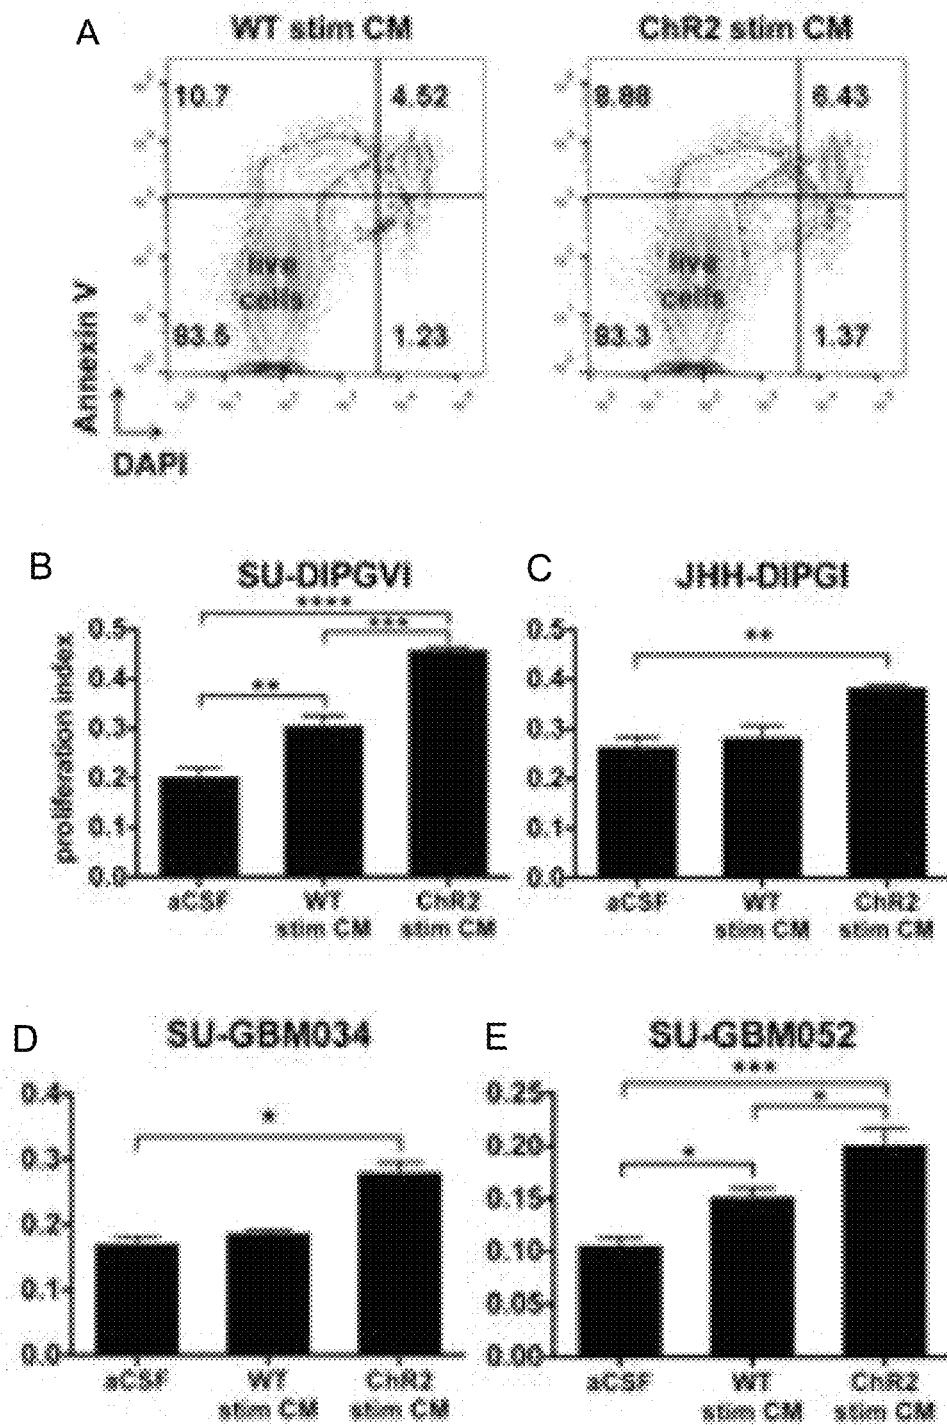 A
WT stim CM
ChR2 stim CM
10.7
4.52
8.88
6.43
live
cells
live
cells
83.5
1.23
83.3
1.37
Annexin V
DAPI
B
SU-DIPGVI
C
JHH-DIPGI
****
***
**
**
proliferation index
0.5
0.4
0.3
0.2
0.1
0.0
aCSF
WT
stim CM
ChR2
stim CM
0.5
0.4
0.3
0.2
0.1
0.0
aCSF
WT
stim CM
ChR2
stim CM
D
SU-GBM034
E
SU-GBM052
*
***
*
*
0.4
0.3
0.2
0.1
0.0
aCSF
WT
stim CM
ChR2
stim CM
0.25
0.20
0.15
0.10
0.05
0.00
aCSF
WT
stim CM
ChR2
stim CM